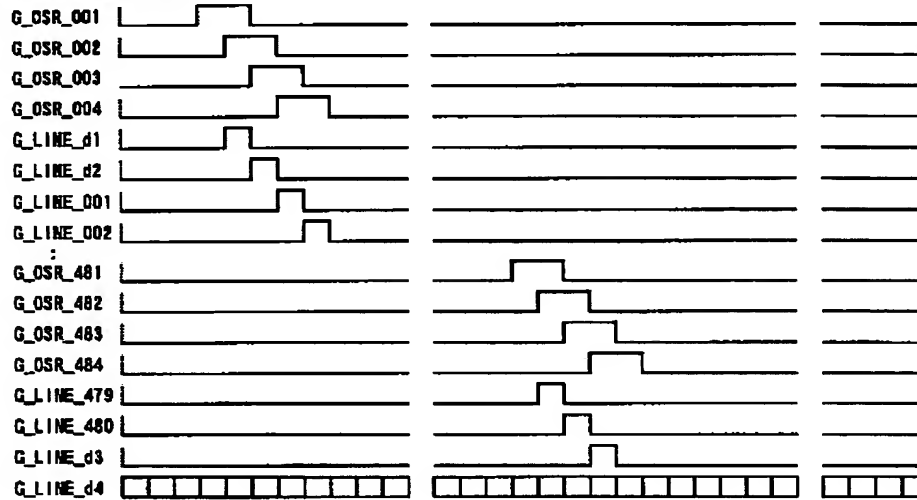 G_OSR_001
G_OSR_002
G_OSR_003
G_OSR_004
G_LINE_d1
G_LINE_d2
G_LINE_001
G_LINE_002
:
G_OSR_481
G_OSR_482
G_OSR_483
G_OSR_484
G_LINE_479
G_LINE_480
G_LINE_d3
G_LINE_d4